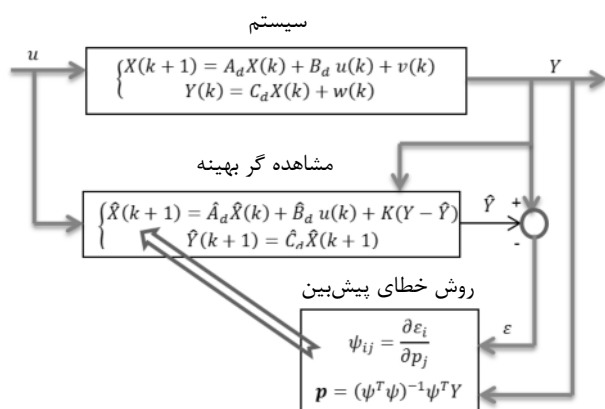 سیستم
u
X(k + 1) = A_d X(k) + B_d u(k) + v(k)
Y(k) = C_d X(k) + w(k)
Y
مشاهده گر بهینه
X̂(k + 1) = Â_d X̂(k) + B̂_d u(k) + K(Y − Ŷ)
Ŷ(k + 1) = Ĉ_d X̂(k + 1)
Ŷ
+
-
روش خطای پیش‌بین
ψ_ij = ∂ε_i / ∂p_j
ε
p = (ψ^T ψ)^−1 ψ^T Y